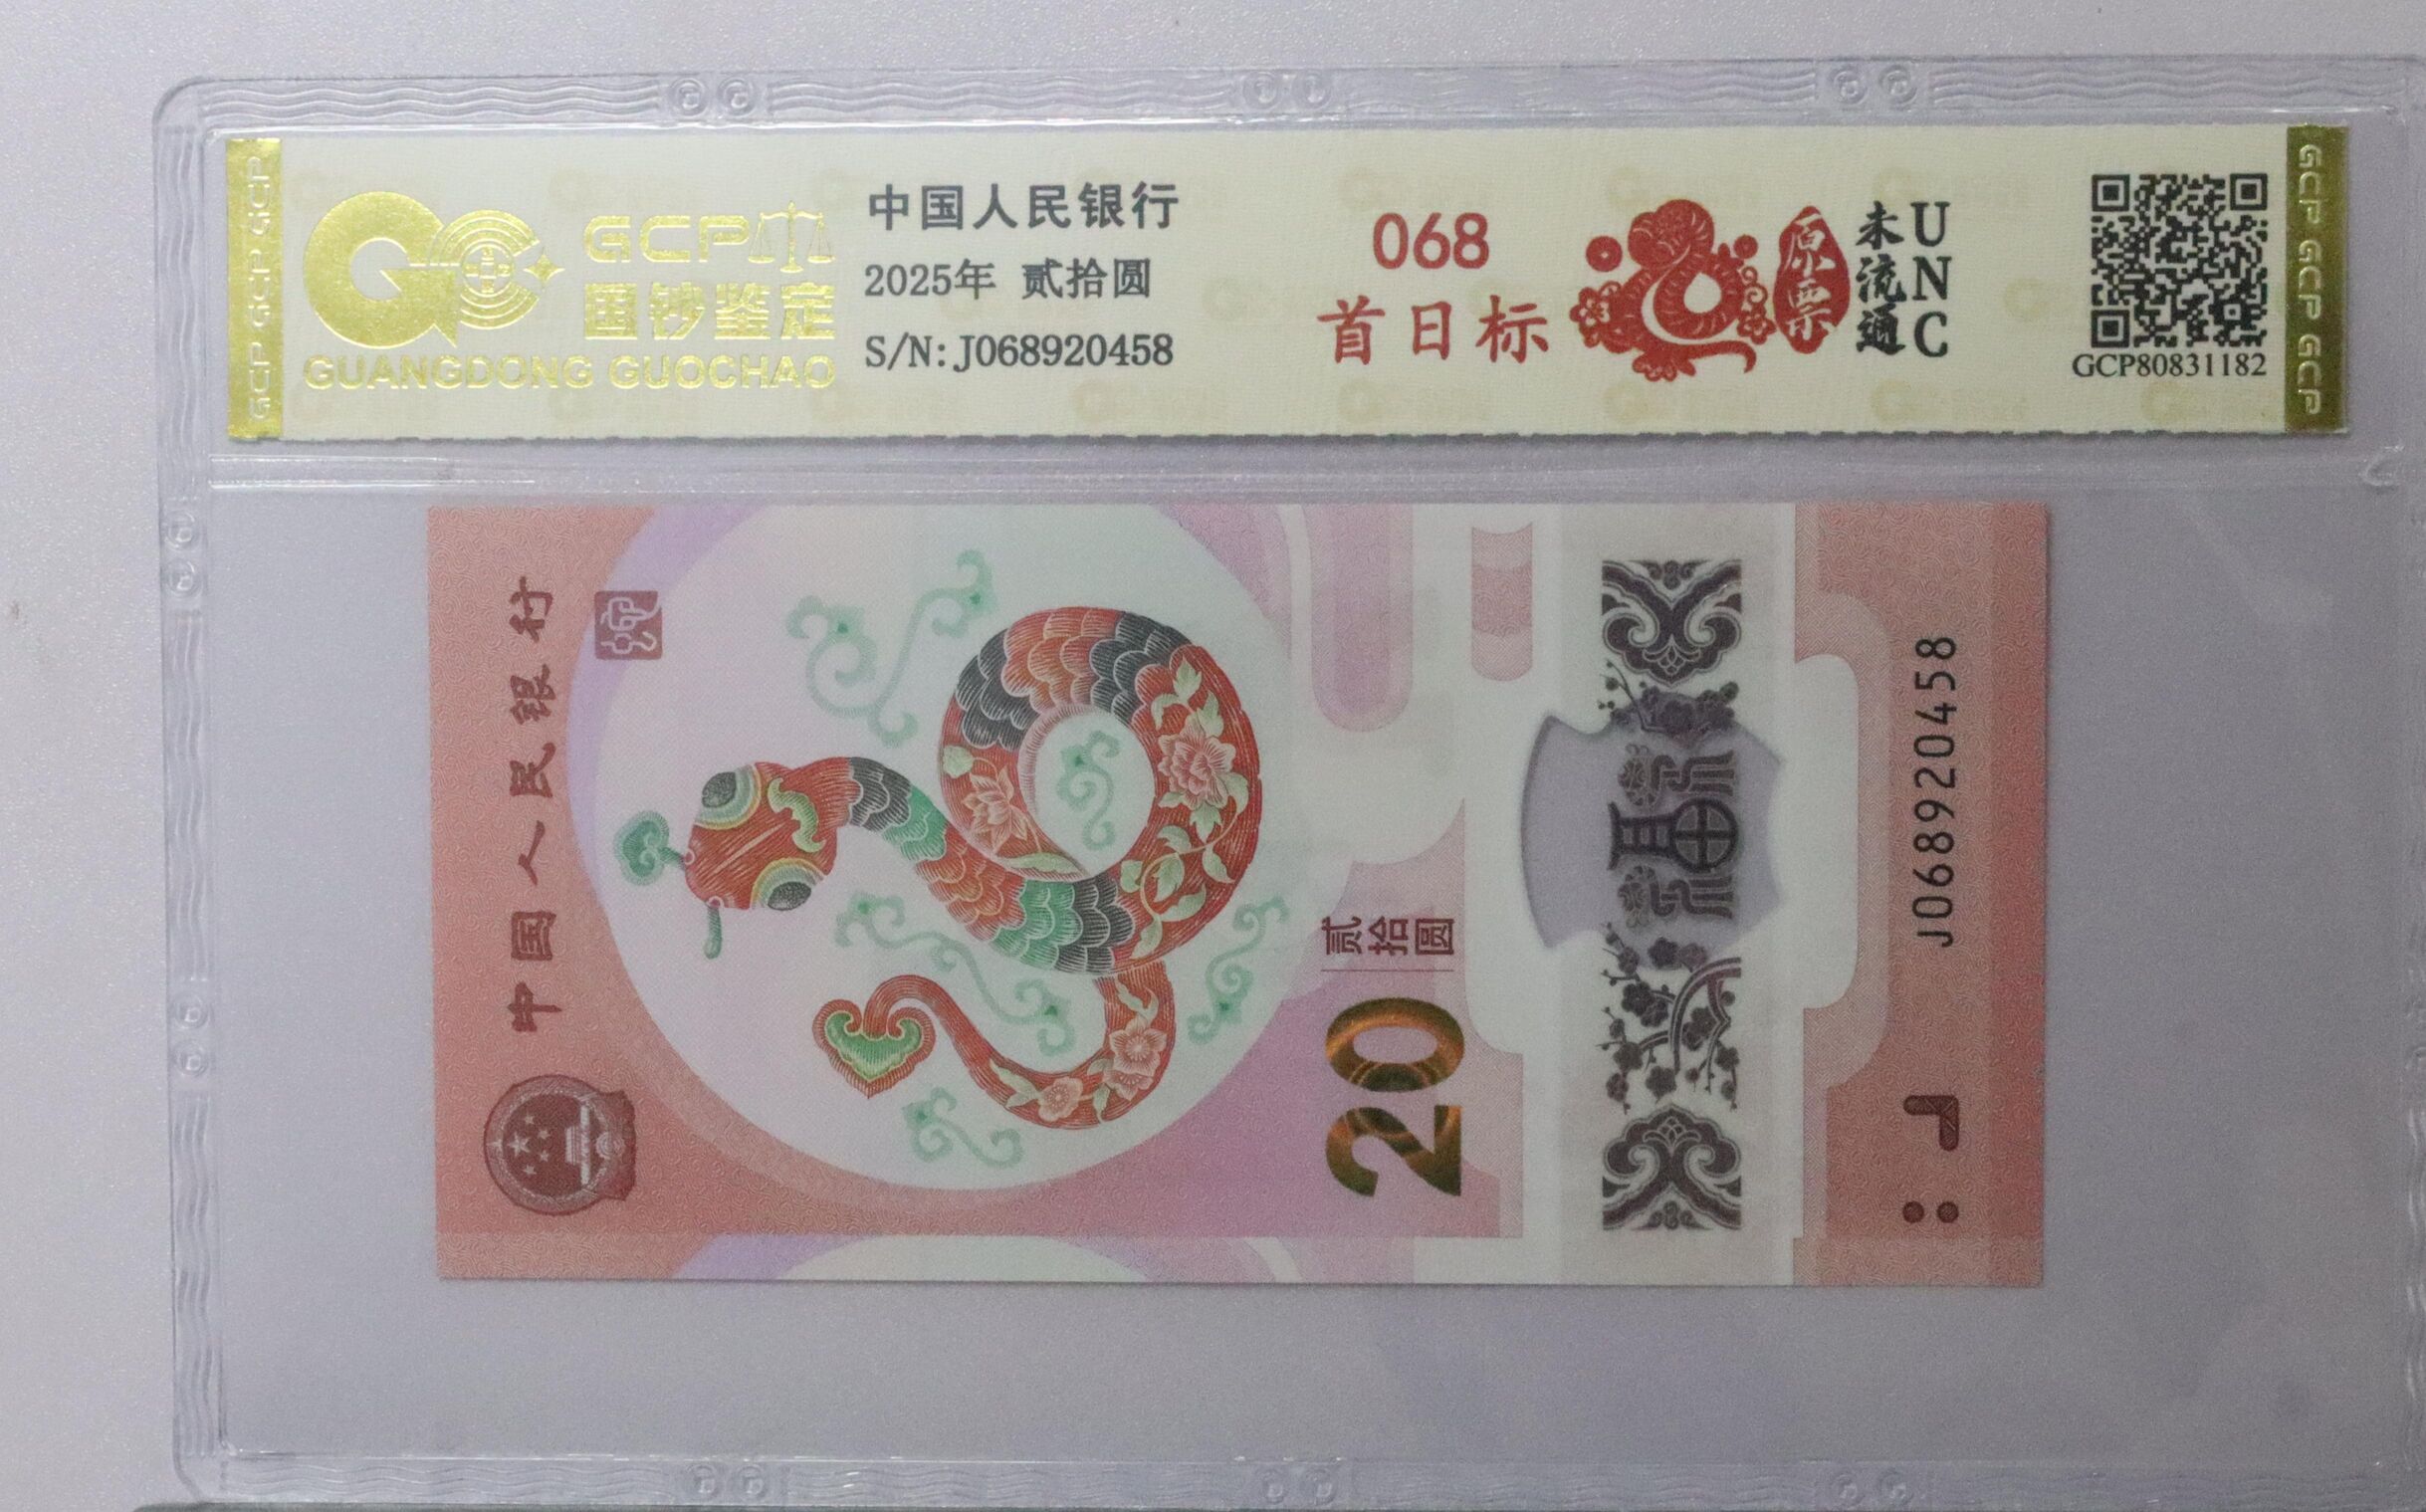 GCP GCP GCP
GCP
国钞鉴定
GUANGDONG GUOCHAO
中国人民银行
2025年 贰拾圆
S/N:J068920458
068
首日标
原票
未流通
UNC
GCP80831182
GCP GCP GCP
中国人民银行
贰拾圆
20
福
J068920458